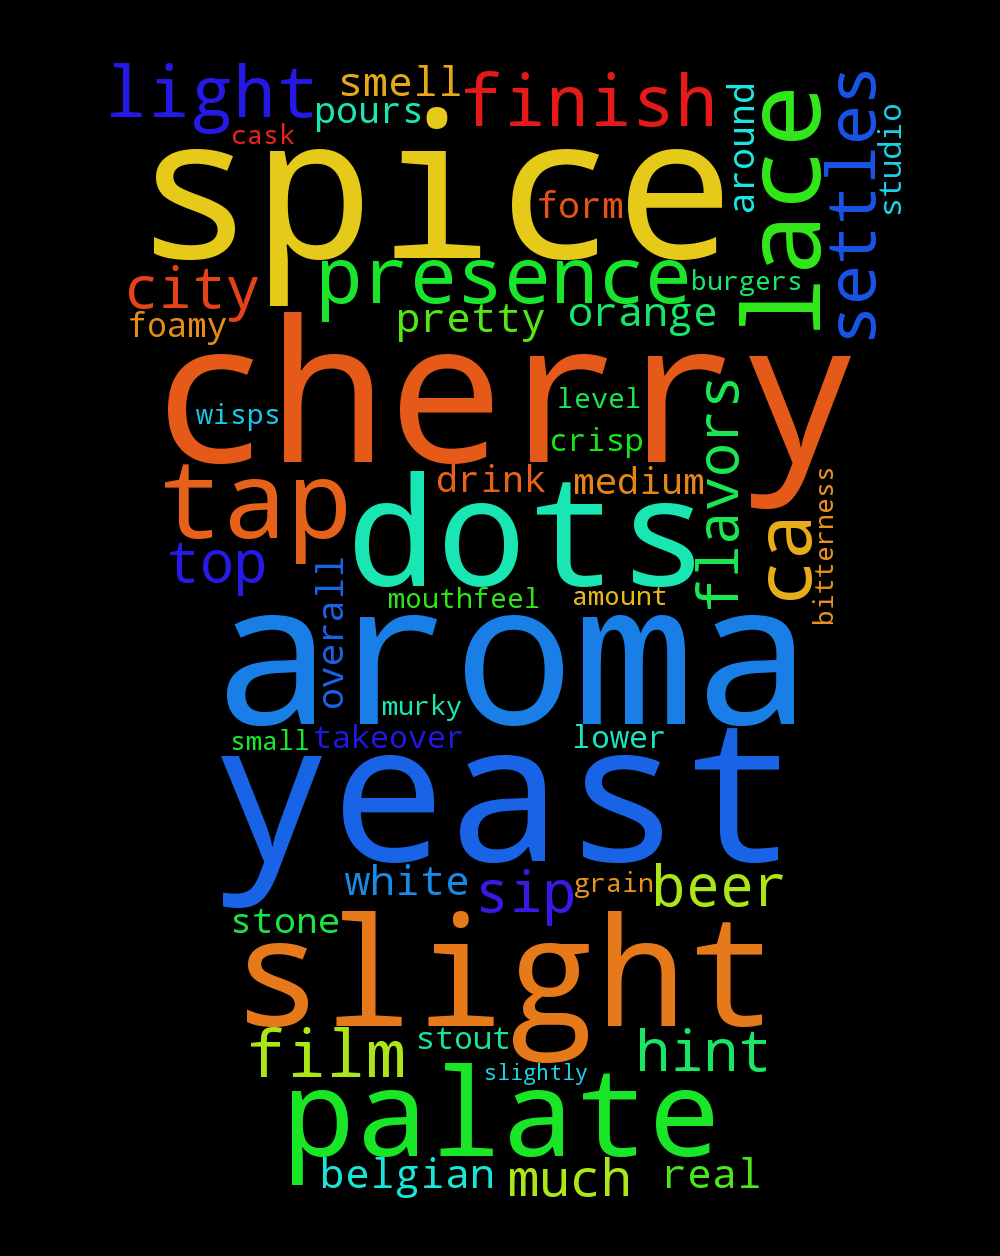 light
smell
finish
pours
cask
spice
form
around
lace
settles
studio
city
presence
burgers
foamy
pretty
orange
cherry
wisps
level
crisp
flavors
tap
drink
medium
dots
top
ca
bitterness
overall
mouthfeel
amount
aroma
murky
small
takeover
lower
yeast
white
sip
grain
beer
stone
slight
film
stout
hint
slightly
palate
belgian
much
real